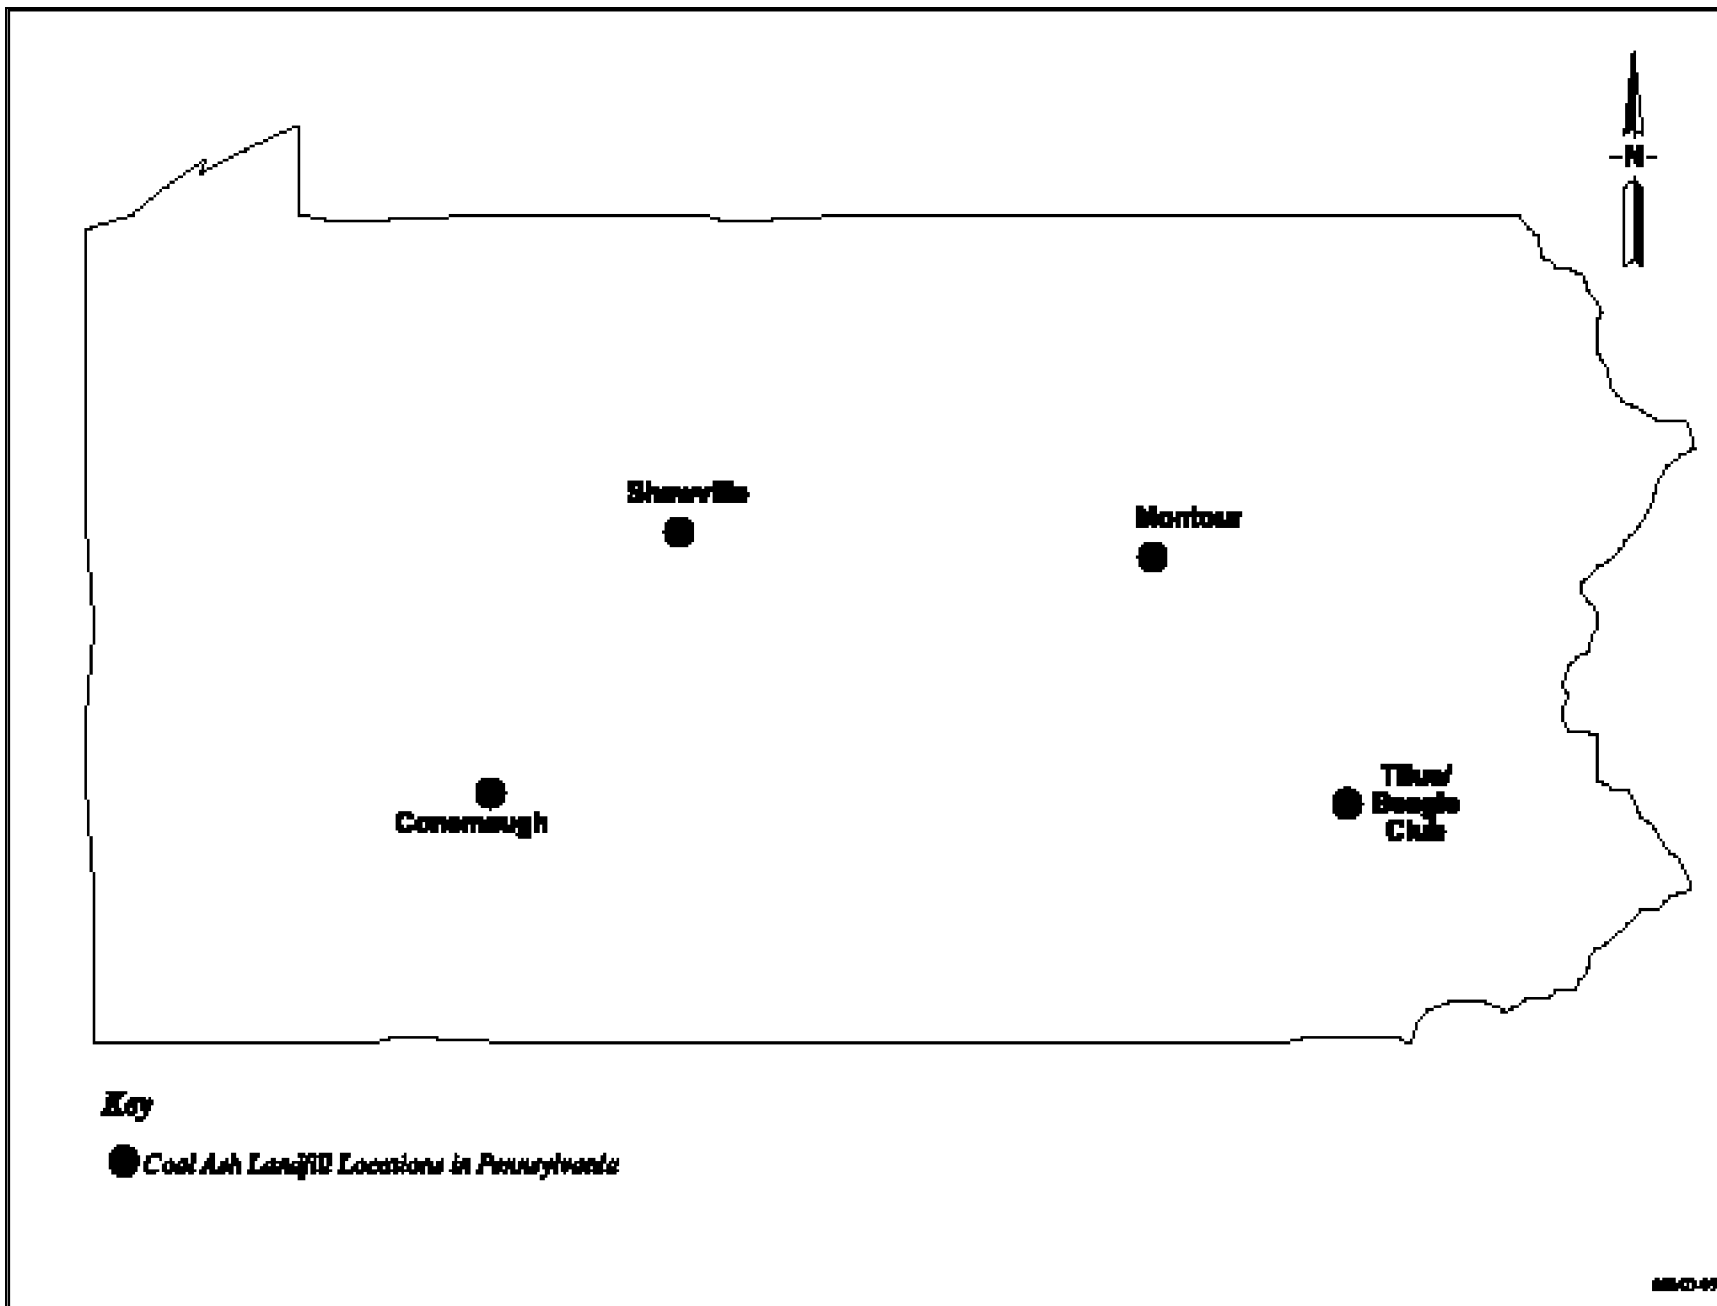 N
Shawville
Montour
Conemaugh
Titus/
Beagle
Club
Key
Coal Ash Landfill Locations in Pennsylvania